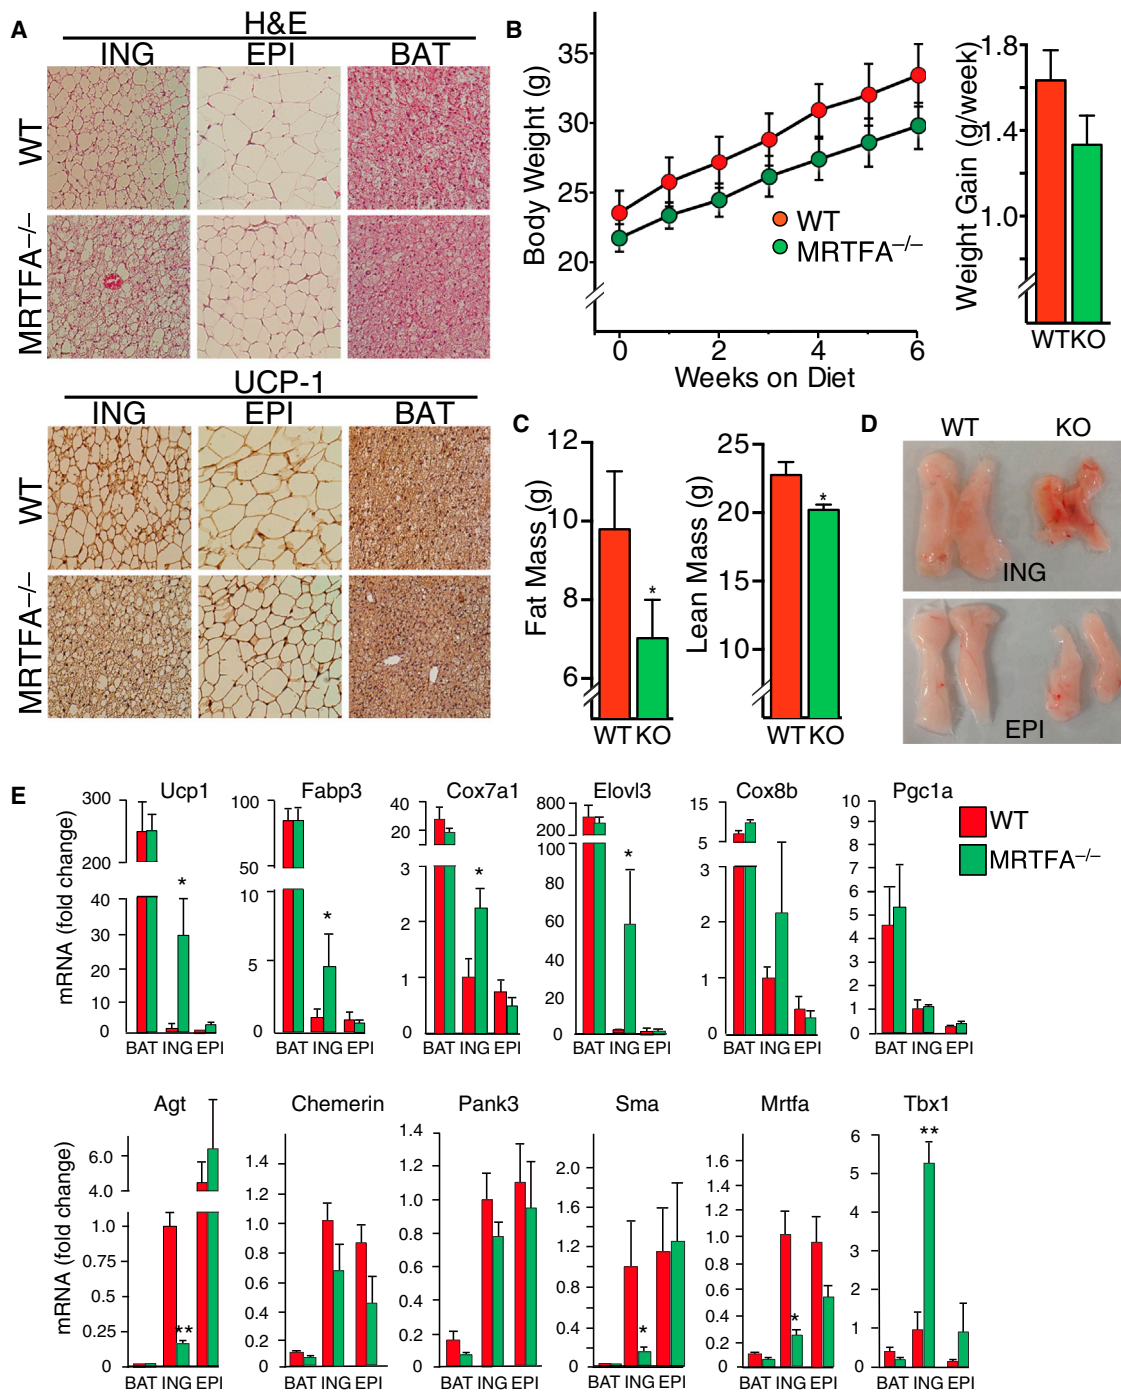 A
H&E
ING EPI BAT
WT
MRTFA–/–
UCP-1
ING EPI BAT
WT
MRTFA–/–
B
Body Weight (g)
35
30
25
20
0 2 4 6
Weeks on Diet
WT
MRTFA–/–
Weight Gain (g/week)
1.8
1.4
1.0
WT KO
C
Fat Mass (g)
12
10
8
6
*
WT KO
Lean Mass (g)
25
20
15
10
*
WT KO
D
WT KO
ING
EPI
E
mRNA (fold change)
Ucp1
300
200
40
30
20
10
0
*
BAT ING EPI
Fabp3
100
50
10
5
0
*
BAT ING EPI
Cox7a1
40
20
3
2
1
0
*
BAT ING EPI
Elovl3
800
200
100
80
60
40
20
0
*
BAT ING EPI
Cox8b
15
5
3
2
1
0
BAT ING EPI
Pgc1a
10
9
8
7
6
5
4
3
2
1
0
BAT ING EPI
WT
MRTFA–/–
mRNA (fold change)
Agt
6.0
4.0
1.0
0.75
0.5
0.25
0
**
BAT ING EPI
Chemerin
1.4
1.2
1.0
0.8
0.6
0.4
0.2
0
BAT ING EPI
Pank3
1.4
1.2
1.0
0.8
0.6
0.4
0.2
0
BAT ING EPI
Sma
2.0
1.6
1.2
0.8
0.4
0
*
BAT ING EPI
Mrtfa
1.6
1.4
1.2
1.0
0.8
0.6
0.4
0.2
0
*
BAT ING EPI
Tbx1
6
5
4
3
2
1
0
**
BAT ING EPI